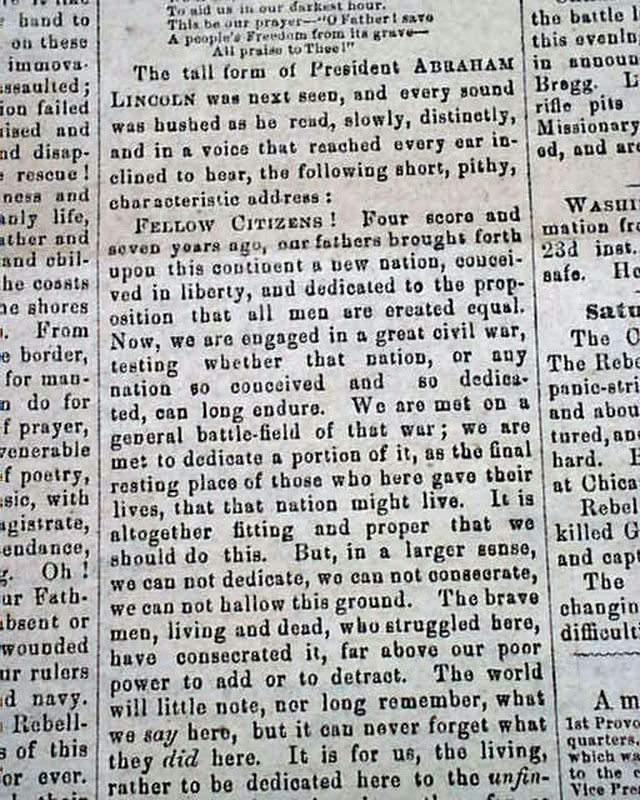 To aid us in our darkest hour.
This be our prayer—"O Father! save
A people's Freedom from its grave—
All praise to Thee!"
The tall form of President ABRAHAM
LINCOLN was next seen, and every sound
was hushed as he read, slowly, distinctly,
and in a voice that reached every ear in-
clined to hear, the following short, pithy,
characteristic address:
FELLOW CITIZENS! Four score and
seven years ago, our fathers brought forth
upon this continent a new nation, concei-
ved in liberty, and dedicated to the prop-
osition that all men are created equal.
Now, we are engaged in a great civil war,
testing whether that nation, or any
nation so conceived and so dedica-
ted, can long endure. We are met on a
general battle-field of that war; we are
met to dedicate a portion of it, as the final
resting place of those who here gave their
lives, that that nation might live. It is
altogether fitting and proper that we
should do this. But, in a larger sense,
we can not dedicate, we can not consecrate,
we can not hallow this ground. The brave
men, living and dead, who struggled here,
have consecrated it, far above our poor
power to add or to detract. The world
will little note, nor long remember, what
we say here, but it can never forget what
they did here. It is for us, the living,
rather to be dedicated here to the unfin-
hand to
on these
immova-
assaulted;
ion failed
ised and
nd disap-
rescue!
ness and
anly life,
ather and
and chil-
he coasts
he shores
From
e border,
for man-
n do for
f prayer,
venerable
f poetry,
sic, with
agistrate,
endance,
g. Oh!
ur Fath-
absent or
wounded
ur rulers
d navy.
Rebell-
s of this
for ever.
the battle
this evenin
in announ
Bragg.
rifle pits
Missionary
ed, and are
WASHI
mation fro
23d inst.
safe. He
Satu
The C
The Rebe
panic-stri
and abou
tured, and
hard.
at Chica
Rebel
killed G
and capt
The
changin
difficulti
A m
1st Provo
quarters.
which wa
to the
Vice Pre